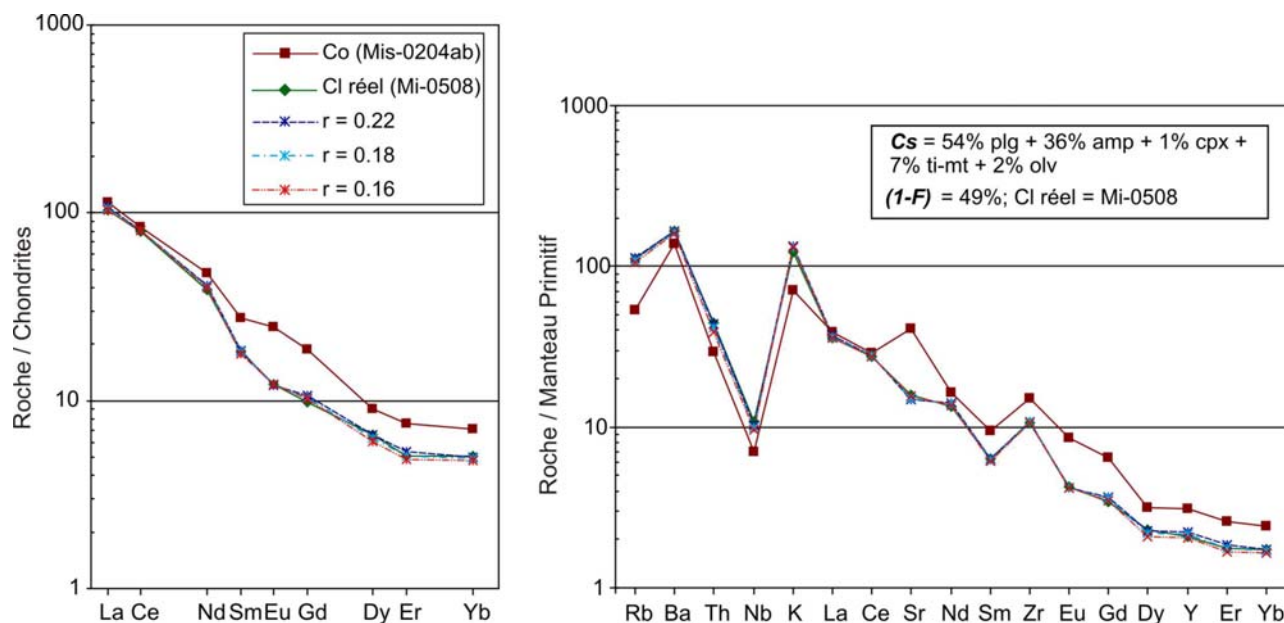 Roche / Chondrites
1000
100
10
1
Co (Mis-0204ab)
Cl réel (Mi-0508)
r = 0.22
r = 0.18
r = 0.16
La Ce Nd Sm Eu Gd Dy Er Yb
Roche / Manteau Primitif
1000
100
10
1
Cs = 54% plg + 36% amp + 1% cpx +
7% ti-mt + 2% olv
(1-F) = 49%; Cl réel = Mi-0508
Rb Ba Th Nb K La Ce Sr Nd Sm Zr Eu Gd Dy Y Er Yb